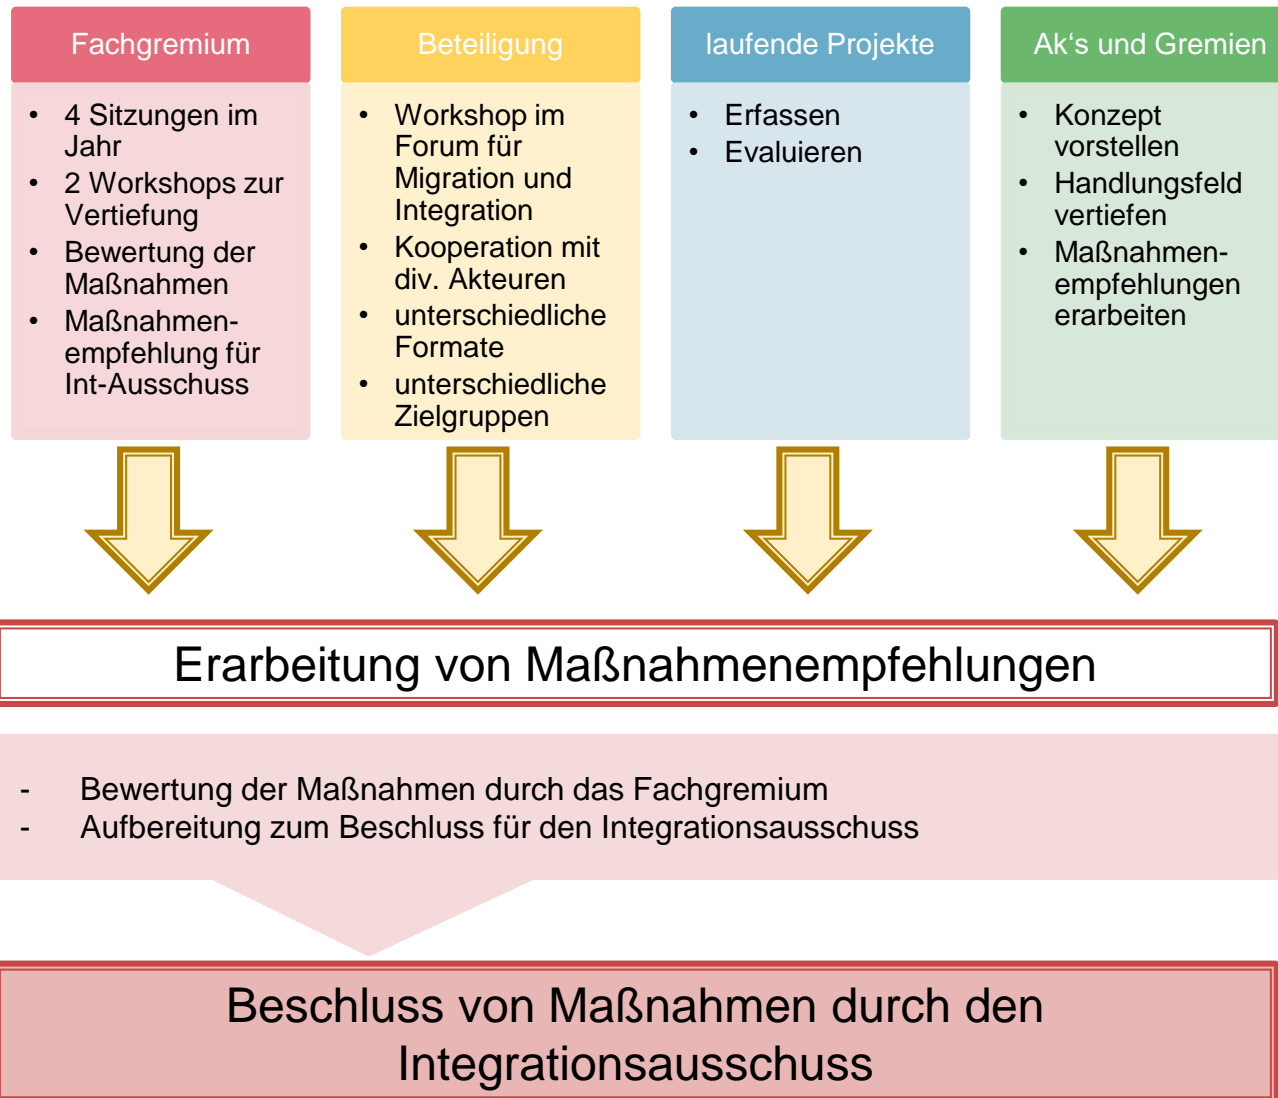 Fachgremium
• 4 Sitzungen im
Jahr
• 2 Workshops zur
Vertiefung
• Bewertung der
Maßnahmen
• Maßnahmen-
empfehlung für
Int-Ausschuss
Beteiligung
• Workshop im
Forum für
Migration und
Integration
• Kooperation mit
div. Akteuren
• unterschiedliche
Formate
• unterschiedliche
Zielgruppen
laufende Projekte
• Erfassen
• Evaluieren
Ak‘s und Gremien
• Konzept
vorstellen
• Handlungsfeld
vertiefen
• Maßnahmen-
empfehlungen
erarbeiten
Erarbeitung von Maßnahmenempfehlungen
- Bewertung der Maßnahmen durch das Fachgremium
- Aufbereitung zum Beschluss für den Integrationsausschuss
Beschluss von Maßnahmen durch den
Integrationsausschuss